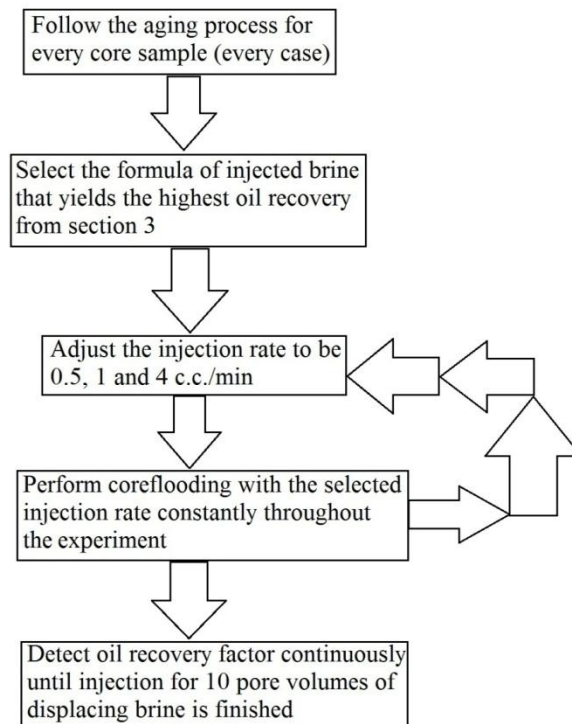 Follow the aging process for
every core sample (every case)
Select the formula of injected brine
that yields the highest oil recovery
from section 3
Adjust the injection rate to be
0.5, 1 and 4 c.c./min
Perform coreflooding with the selected
injection rate constantly throughout
the experiment
Detect oil recovery factor continuously
until injection for 10 pore volumes of
displacing brine is finished